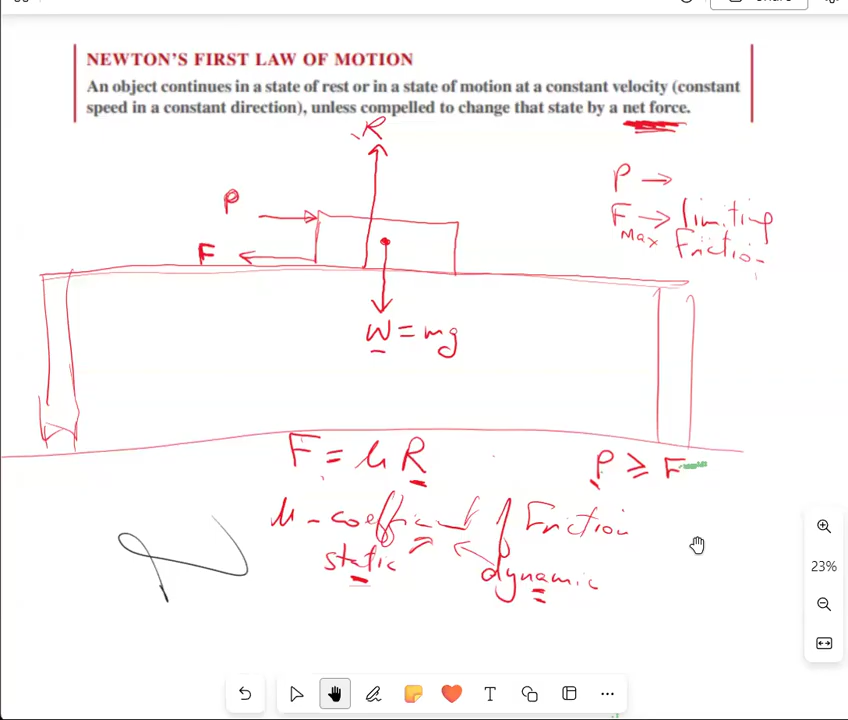 NEWTON'S FIRST LAW OF MOTION
An object continues in a state of rest or in a state of motion at a constant velocity (constant
speed in a constant direction), unless compelled to change that state by a net force.
R
P
F
P →
F → limiting
Max Friction
W = mg
F = μ R
P ≥ F
μ - coefficient of Friction
static
dynamic
23%
T